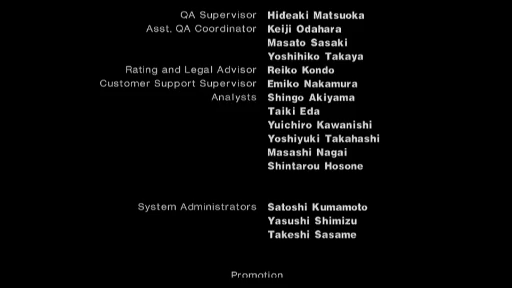 QA Supervisor Hideaki Matsuoka
Asst. QA Coordinator Keiji Odahara
Masato Sasaki
Yoshihiko Takaya
Rating and Legal Advisor Reiko Kondo
Customer Support Supervisor Emiko Nakamura
Analysts Shingo Akiyama
Taiki Eda
Yuichiro Kawanishi
Yoshiyuki Takahashi
Masashi Nagai
Shintarou Hosone
System Administrators Satoshi Kumamoto
Yasushi Shimizu
Takeshi Sasame
Promotion